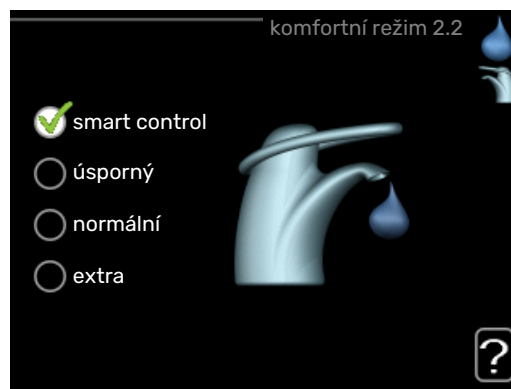 komfortní režim 2.2
smart control
úsporný
normální
extra
?